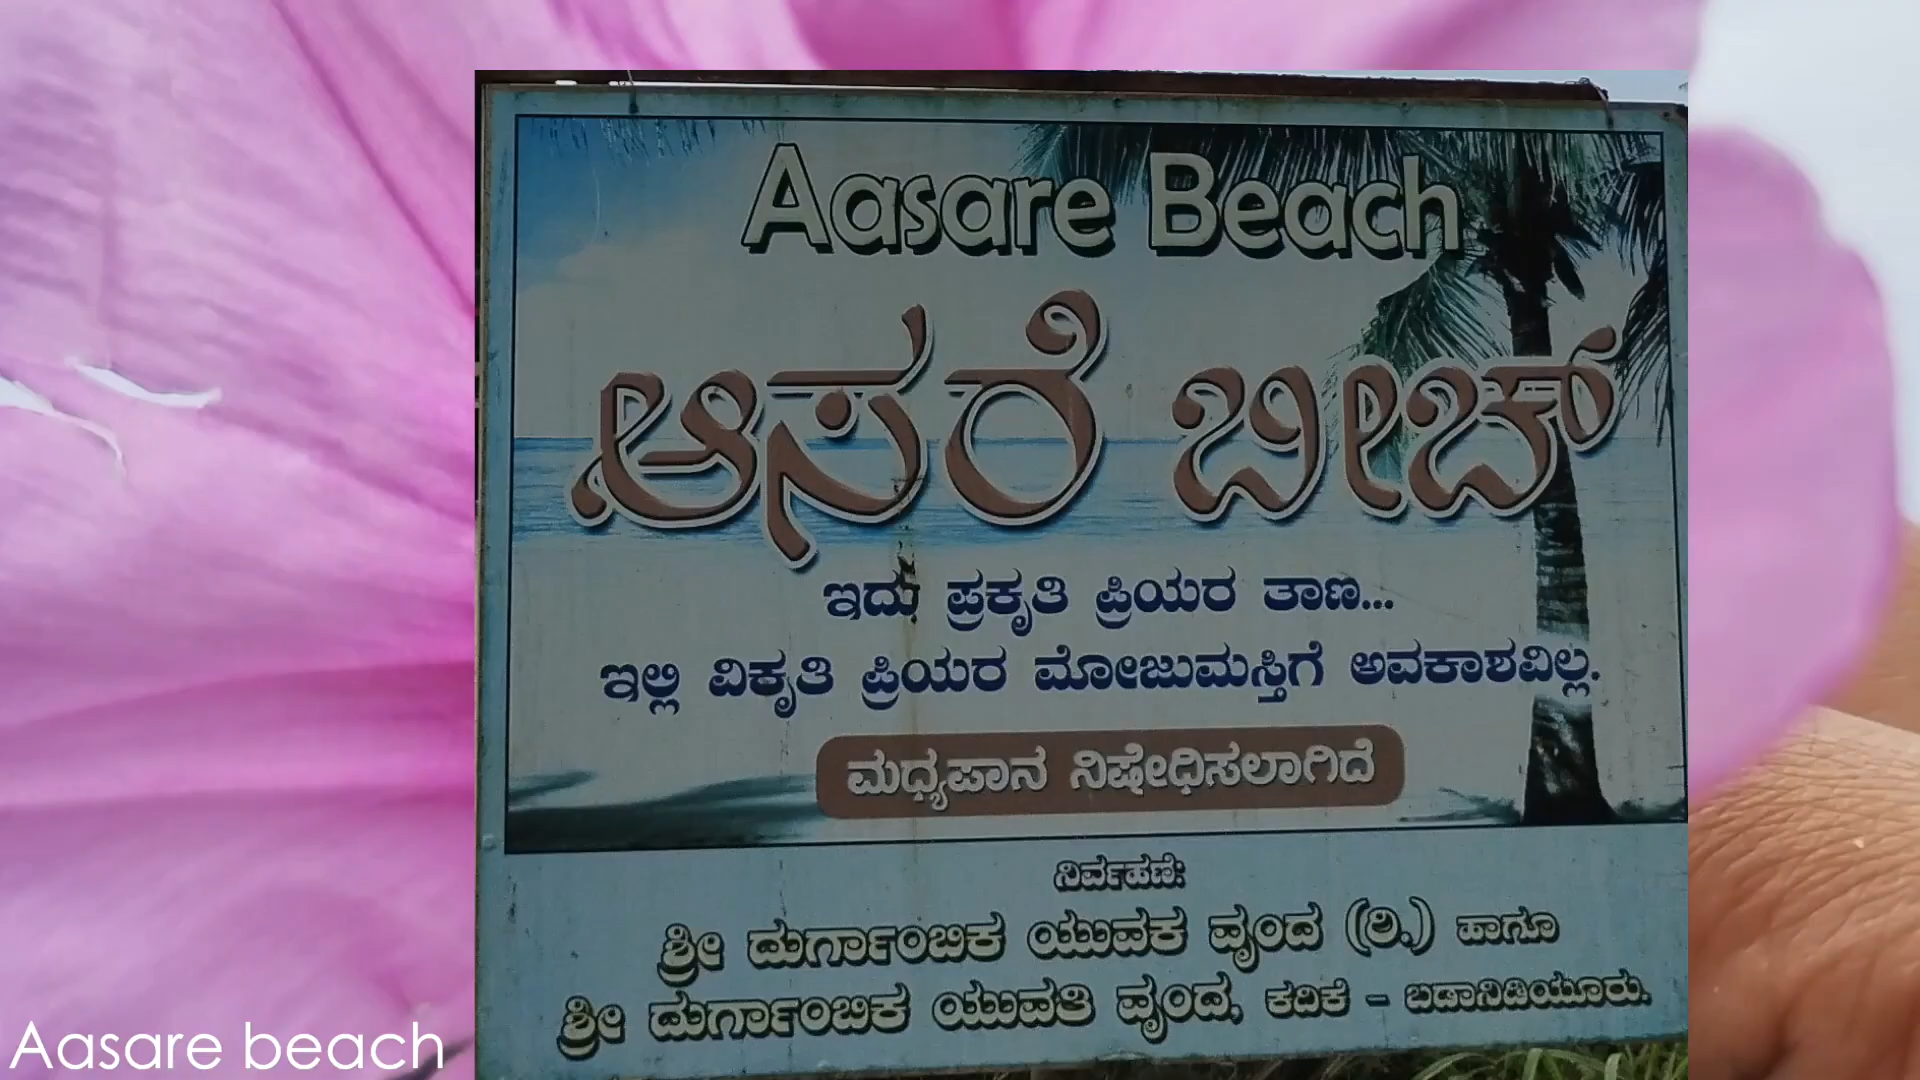 Aasare Beach
ಆಸರೆ ಬೀಚ್
ಇದು ಪ್ರಕೃತಿ ಪ್ರಿಯರ ತಾಣ...
ಇಲ್ಲಿ ವಿಕೃತಿ ಪ್ರಿಯರ ಮೋಜುಮಸ್ತಿಗೆ ಅವಕಾಶವಿಲ್ಲ.
ಮಧ್ಯಪಾನ ನಿಷೇಧಿಸಲಾಗಿದೆ
ನಿರ್ವಹಣೆ:
ಶ್ರೀ ದುರ್ಗಾಂಬಿಕ ಯುವಕ ವೃಂದ (ರಿ.) ಹಾಗೂ
ಶ್ರೀ ದುರ್ಗಾಂಬಿಕ ಯುವತಿ ವೃಂದ, ಕದಿಕೆ - ಬಡಾನಿಡಿಯೂರು.
Aasare beach